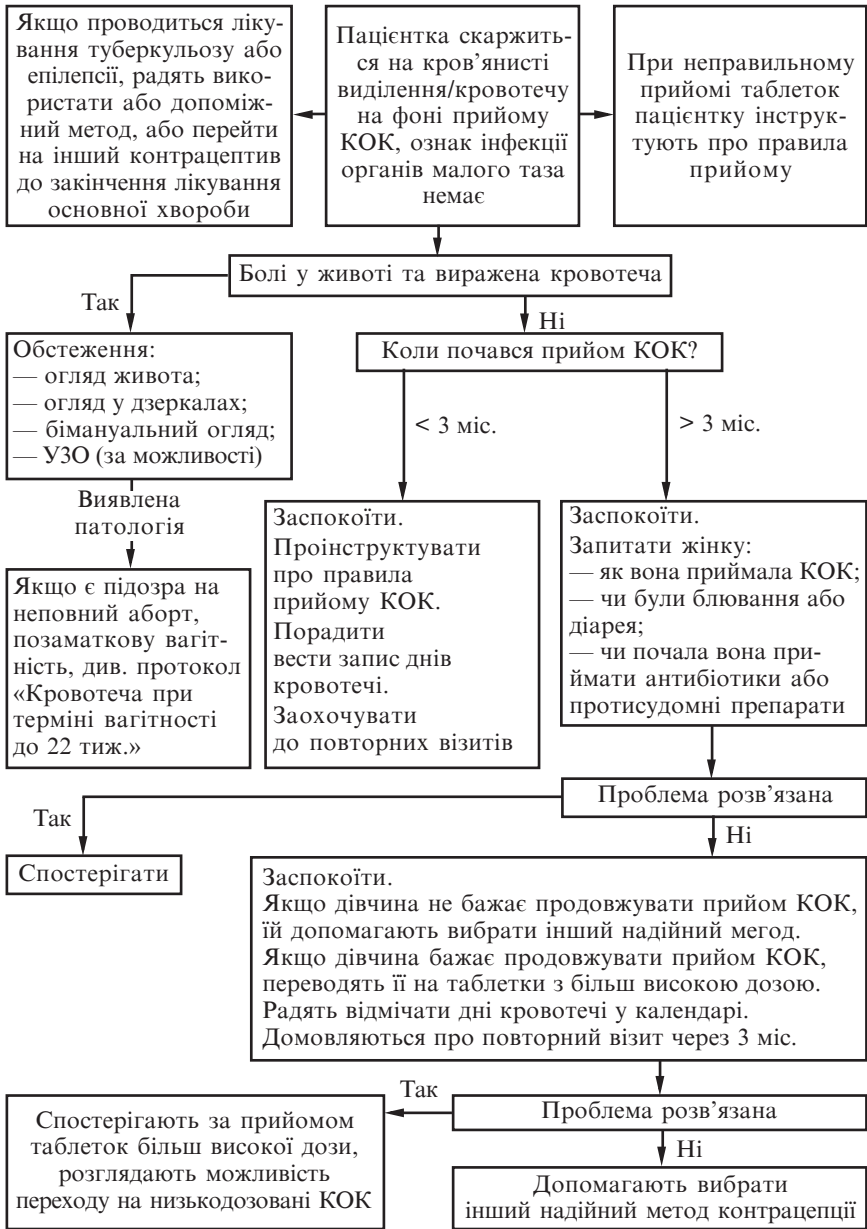 Якщо проводиться ліку-
вання туберкульозу або
епілепсії, радять вико-
ристати або допоміж-
ний метод, або перейти
на інший контрацептив
до закінчення лікування
основної хвороби
Пацієнтка скаржить-
ся на кров’янисті
виділення/кровотечу
на фоні прийому
КОК, ознак інфекції
органів малого таза
немає
При неправильному
прийомі таблеток
пацієнтку інструк-
тують про правила
прийому
Болі у животі та виражена кровотеча
Так
Ні
Обстеження:
— огляд живота;
— огляд у дзеркалах;
— бімануальний огляд;
— УЗО (за можливості)
Коли почався прийом КОК?
< 3 міс.
> 3 міс.
Виявлена
патологія
Якщо є підозра на
неповний аборт,
позаматкову вагіт-
ність, див. протокол
«Кровотеча при
терміні вагітності
до 22 тиж.»
Заспокоїти.
Проінструктувати
про правила
прийому КОК.
Порадити
вести запис днів
кровотечі.
Заохочувати
до повторних візитів
Заспокоїти.
Запитати жінку:
— як вона приймала КОК;
— чи були блювання або
діарея;
— чи почала вона при-
ймати антибіотики або
протисудомні препарати
Проблема розв’язана
Так
Ні
Спостерігати
Заспокоїти.
Якщо дівчина не бажає продовжувати прийом КОК,
їй допомагають вибрати інший надійний мегод.
Якщо дівчина бажає продовжувати прийом КОК,
переводять її на таблетки з більш високою дозою.
Радять відмічати дні кровотечі у календарі.
Домовляються про повторний візит через 3 міс.
Так
Проблема розв’язана
Ні
Спостерігають за прийомом
таблеток більш високої дози,
розглядають можливість
переходу на низькодозовані КОК
Допомагають вибрати
інший надійний метод контрацепції